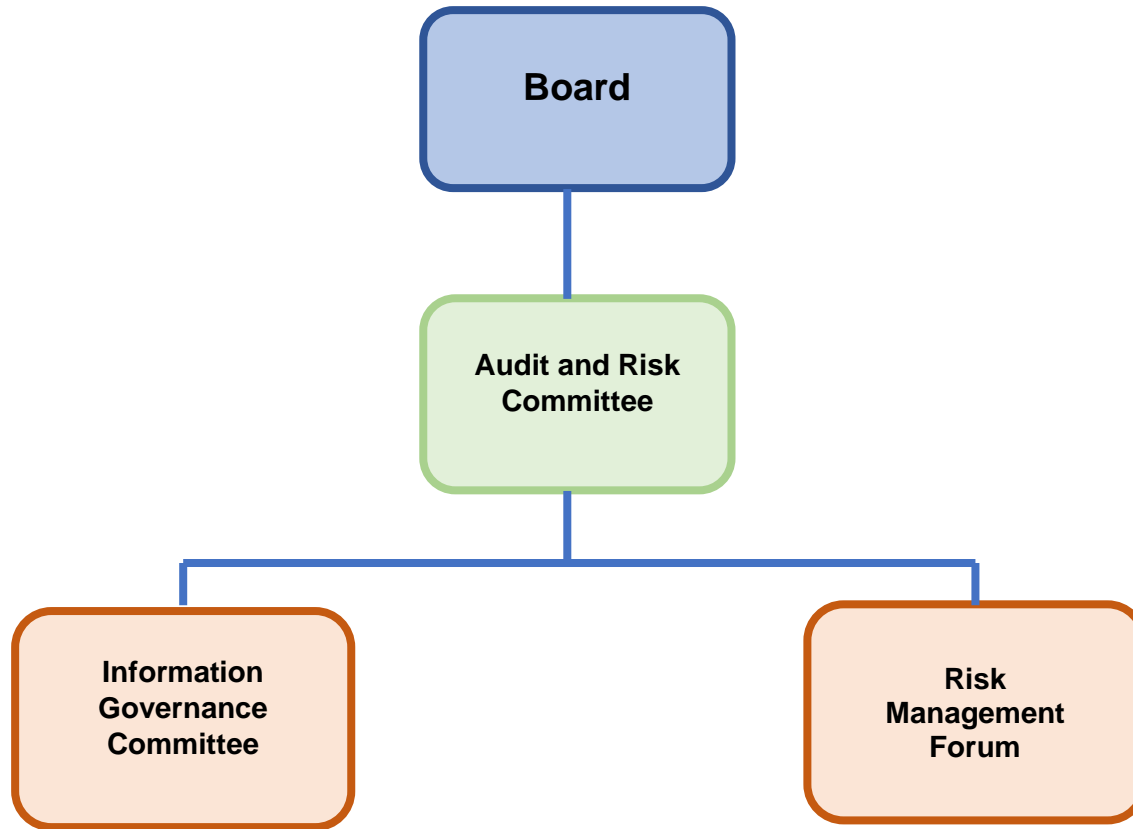 Board
Audit and Risk
Committee
Information
Governance
Committee
Risk
Management
Forum